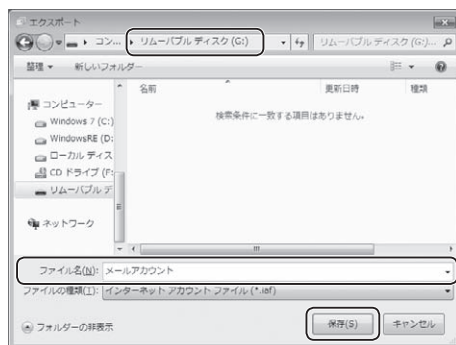 エクスポート
コン... ▸ リムーバブル ディスク (G:)
リムーバブル ディスク (G:)...
整理 ▼ 新しいフォルダー
名前 更新日時 種類
検索条件に一致する項目はありません。
コンピューター
Windows 7 (C:)
WindowsRE (D:
ローカル ディス
CD ドライブ (F:
リムーバブル デ
ネットワーク
ファイル名(N): メールアカウント
ファイルの種類(T): インターネット アカウント ファイル (*.iaf)
フォルダーの非表示
保存(S) キャンセル